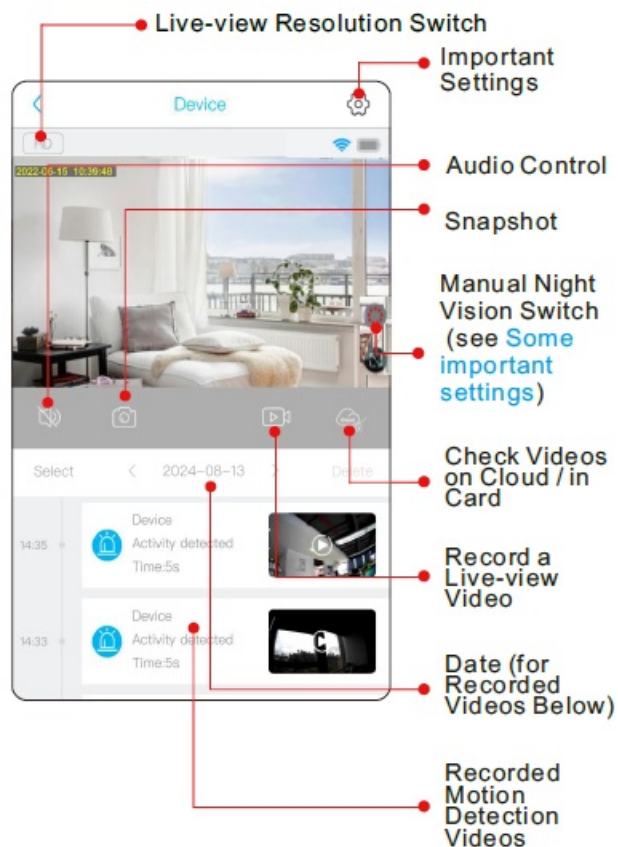 Live-view Resolution Switch
Important
Settings
Device
HD
2022-06-15 10:39:48
Audio Control
Snapshot
Manual Night
Vision Switch
(see Some
important
settings)
Select < 2024-08-13 > Delete
Check Videos
on Cloud / in
Card
14:35
Device
Activity detected
Time:5s
Record a
Live-view
Video
14:33
Device
Activity detected
Time:5s
Date (for
Recorded
Videos Below)
Recorded
Motion
Detection
Videos